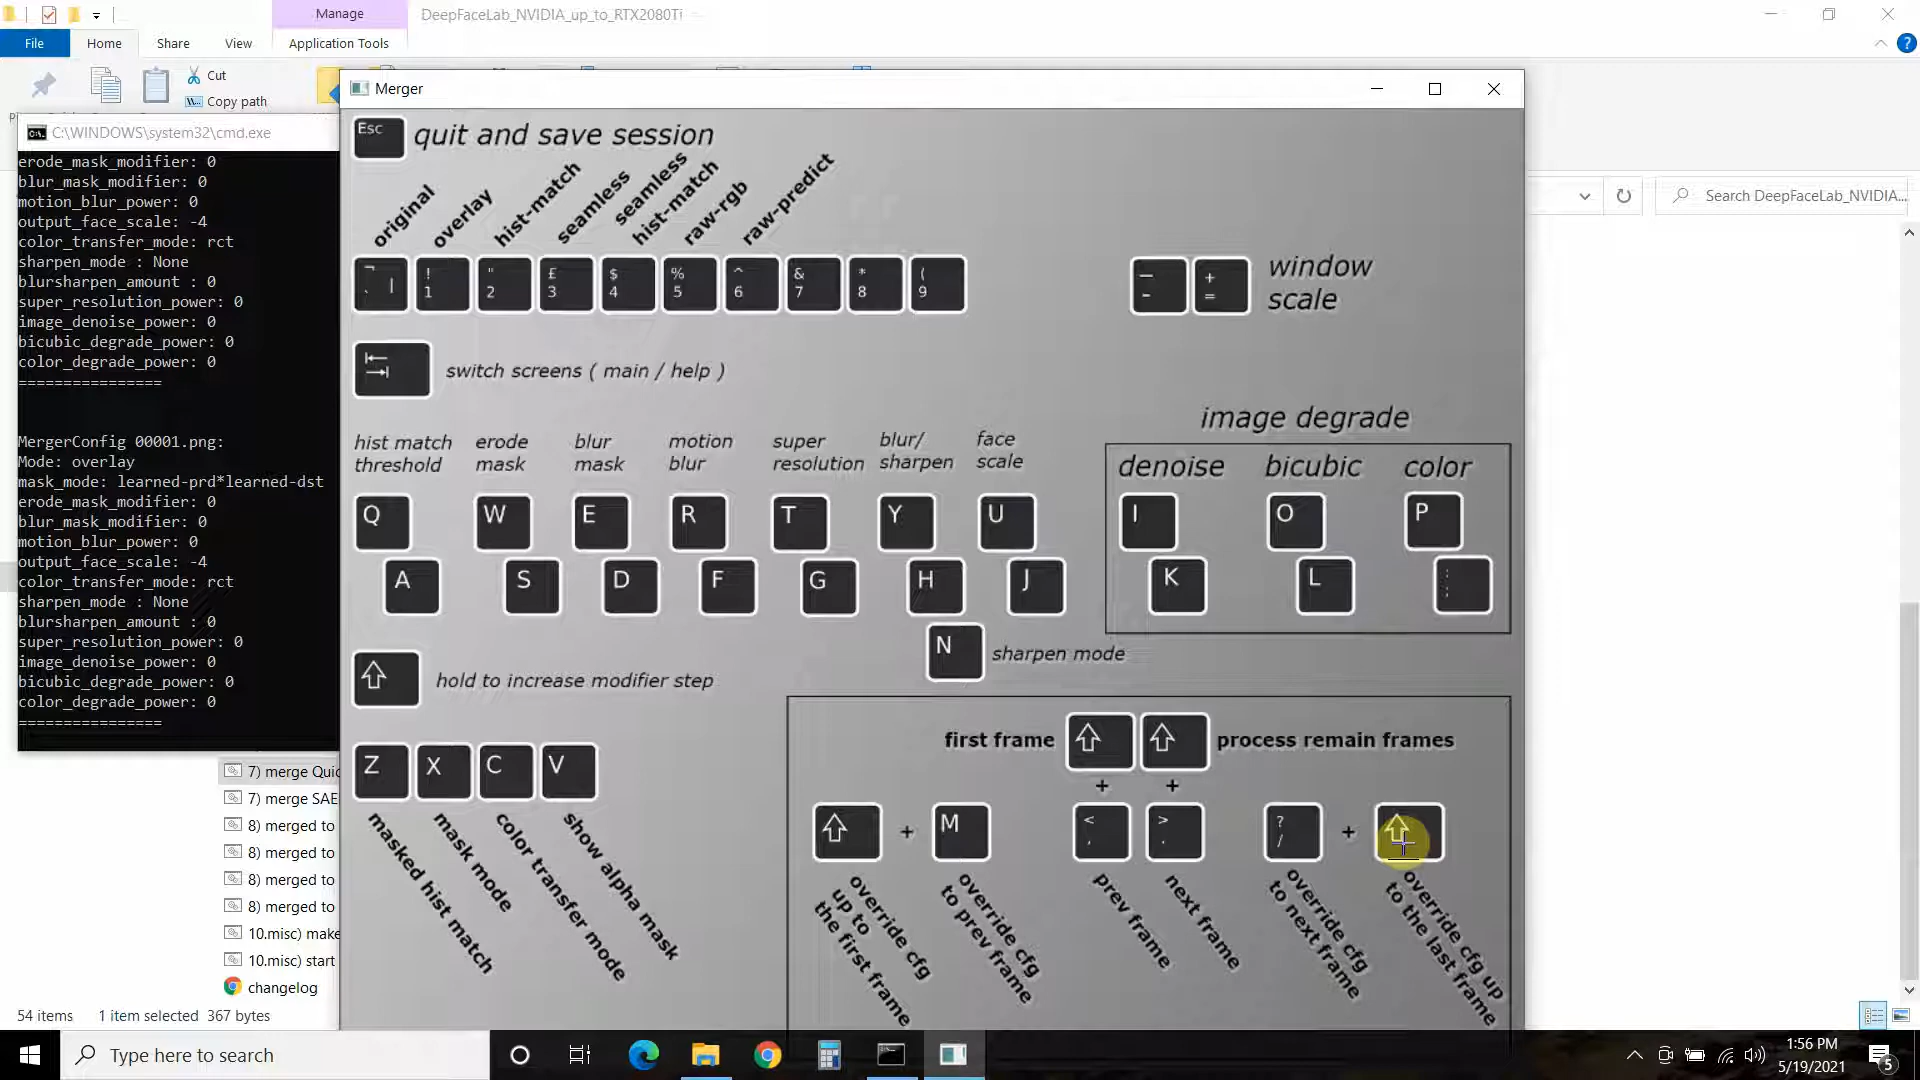 Manage
DeepFaceLab_NVIDIA_up_to_RTX2080Ti
File
Home
Share
View
Application Tools
Cut
Copy path
Search DeepFaceLab_NVIDIA...
C:\WINDOWS\system32\cmd.exe
erode_mask_modifier: 0
blur_mask_modifier: 0
motion_blur_power: 0
output_face_scale: -4
color_transfer_mode: rct
sharpen_mode : None
blursharpen_amount : 0
super_resolution_power: 0
image_denoise_power: 0
bicubic_degrade_power: 0
color_degrade_power: 0
================
MergerConfig 00001.png:
Mode: overlay
mask_mode: learned-prd*learned-dst
erode_mask_modifier: 0
blur_mask_modifier: 0
motion_blur_power: 0
output_face_scale: -4
color_transfer_mode: rct
sharpen_mode : None
blursharpen_amount : 0
super_resolution_power: 0
image_denoise_power: 0
bicubic_degrade_power: 0
color_degrade_power: 0
================
Merger
Esc
quit and save session
original
overlay
hist-match
seamless
seamless
hist-match
raw-rgb
raw-predict
¬ ` |
! 1
" 2
£ 3
$ 4
% 5
^ 6
& 7
* 8
( 9
— -
+ =
window
scale
switch screens ( main / help )
hist match
threshold
erode
mask
blur
mask
motion
blur
super
resolution
blur/
sharpen
face
scale
image degrade
denoise
bicubic
color
Q
W
E
R
T
Y
U
I
O
P
A
S
D
F
G
H
J
K
L
: ;
N
sharpen mode
hold to increase modifier step
first frame
process remain frames
+
+
Z
X
C
V
+
M
< ,
> .
? /
+
masked hist match
mask mode
color transfer mode
show alpha mask
override cfg
up to
the first frame
override cfg
to prev frame
prev frame
next frame
override cfg
to next frame
override cfg up
to the last frame
7) merge Quic
7) merge SAE
8) merged to
8) merged to
8) merged to
8) merged to
10.misc) make
10.misc) start
changelog
54 items
1 item selected 367 bytes
Type here to search
1:56 PM
5/19/2021
5